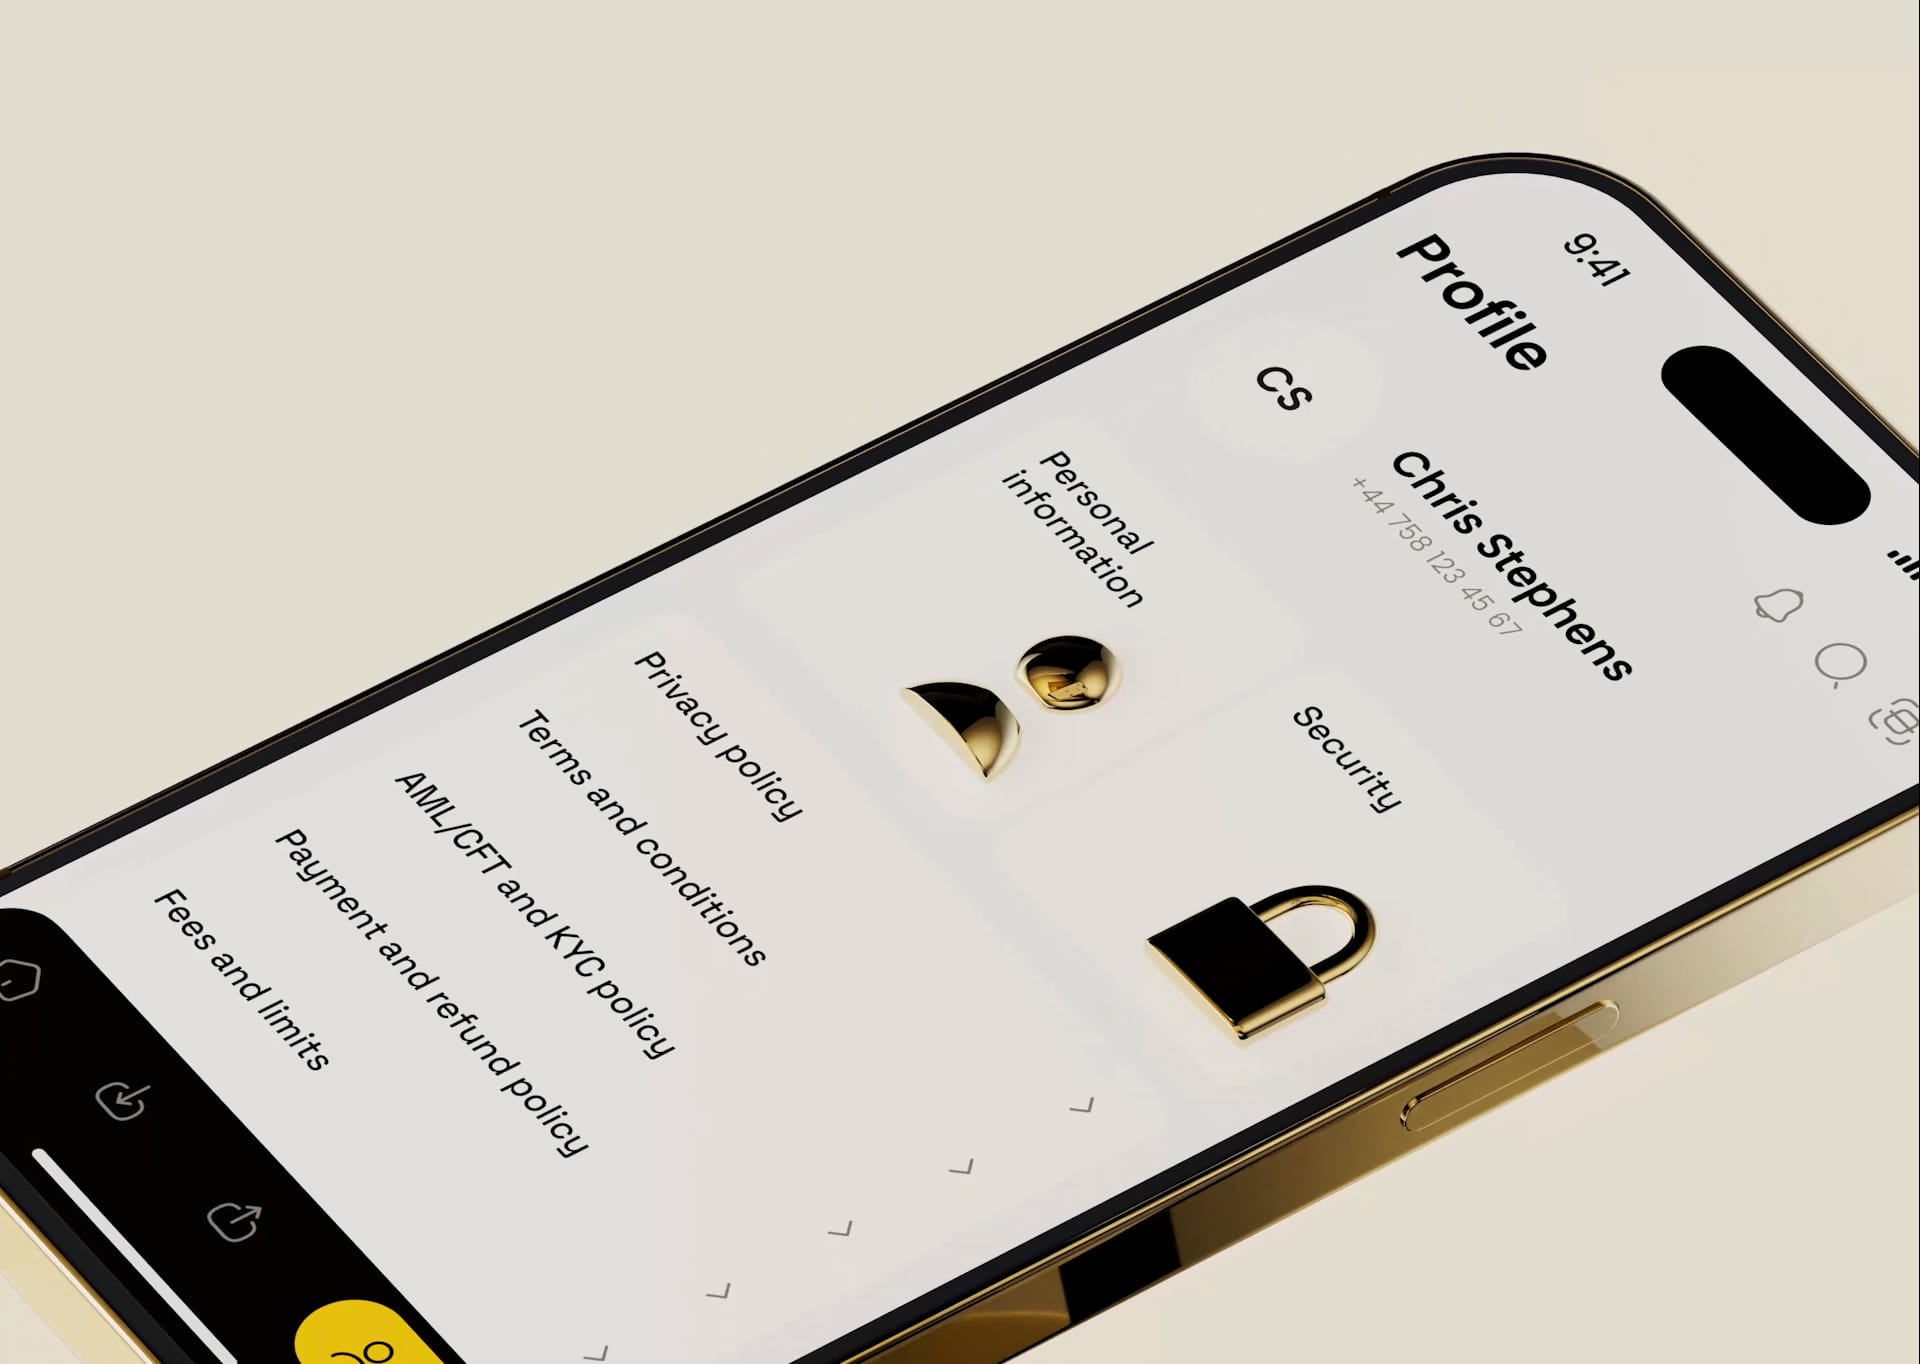 9:41
Profile
CS
Chris Stephens
+44 758 123 45 67
Personal
information
Security
Privacy policy
Terms and conditions
AML/CFT and KYC policy
Payment and refund policy
Fees and limits